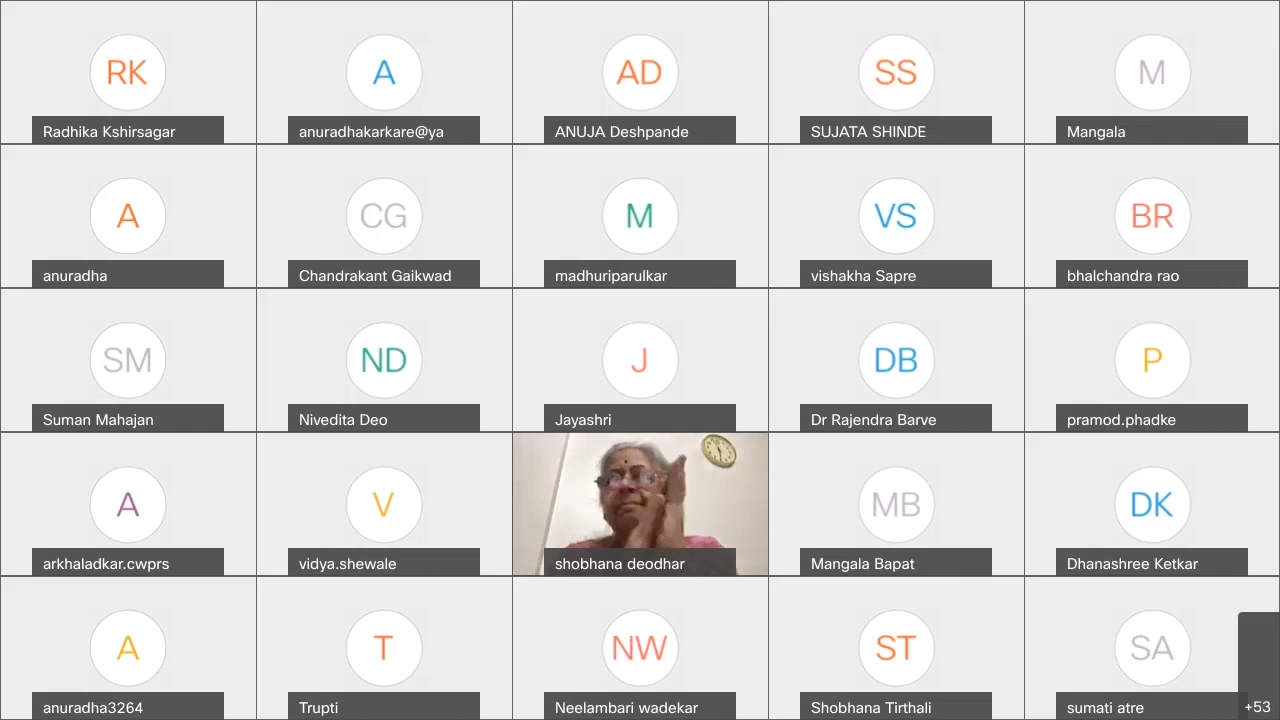 RK
A
AD
SS
M
Radhika Kshirsagar
anuradhakarkare@ya
ANUJA Deshpande
SUJATA SHINDE
Mangala
A
CG
M
VS
BR
anuradha
Chandrakant Gaikwad
madhuriparulkar
vishakha Sapre
bhalchandra rao
SM
ND
J
DB
P
Suman Mahajan
Nivedita Deo
Jayashri
Dr Rajendra Barve
pramod.phadke
A
V
MB
DK
arkhaladkar.cwprs
vidya.shewale
shobhana deodhar
Mangala Bapat
Dhanashree Ketkar
A
T
NW
ST
SA
anuradha3264
Trupti
Neelambari wadekar
Shobhana Tirthali
sumati atre
+53